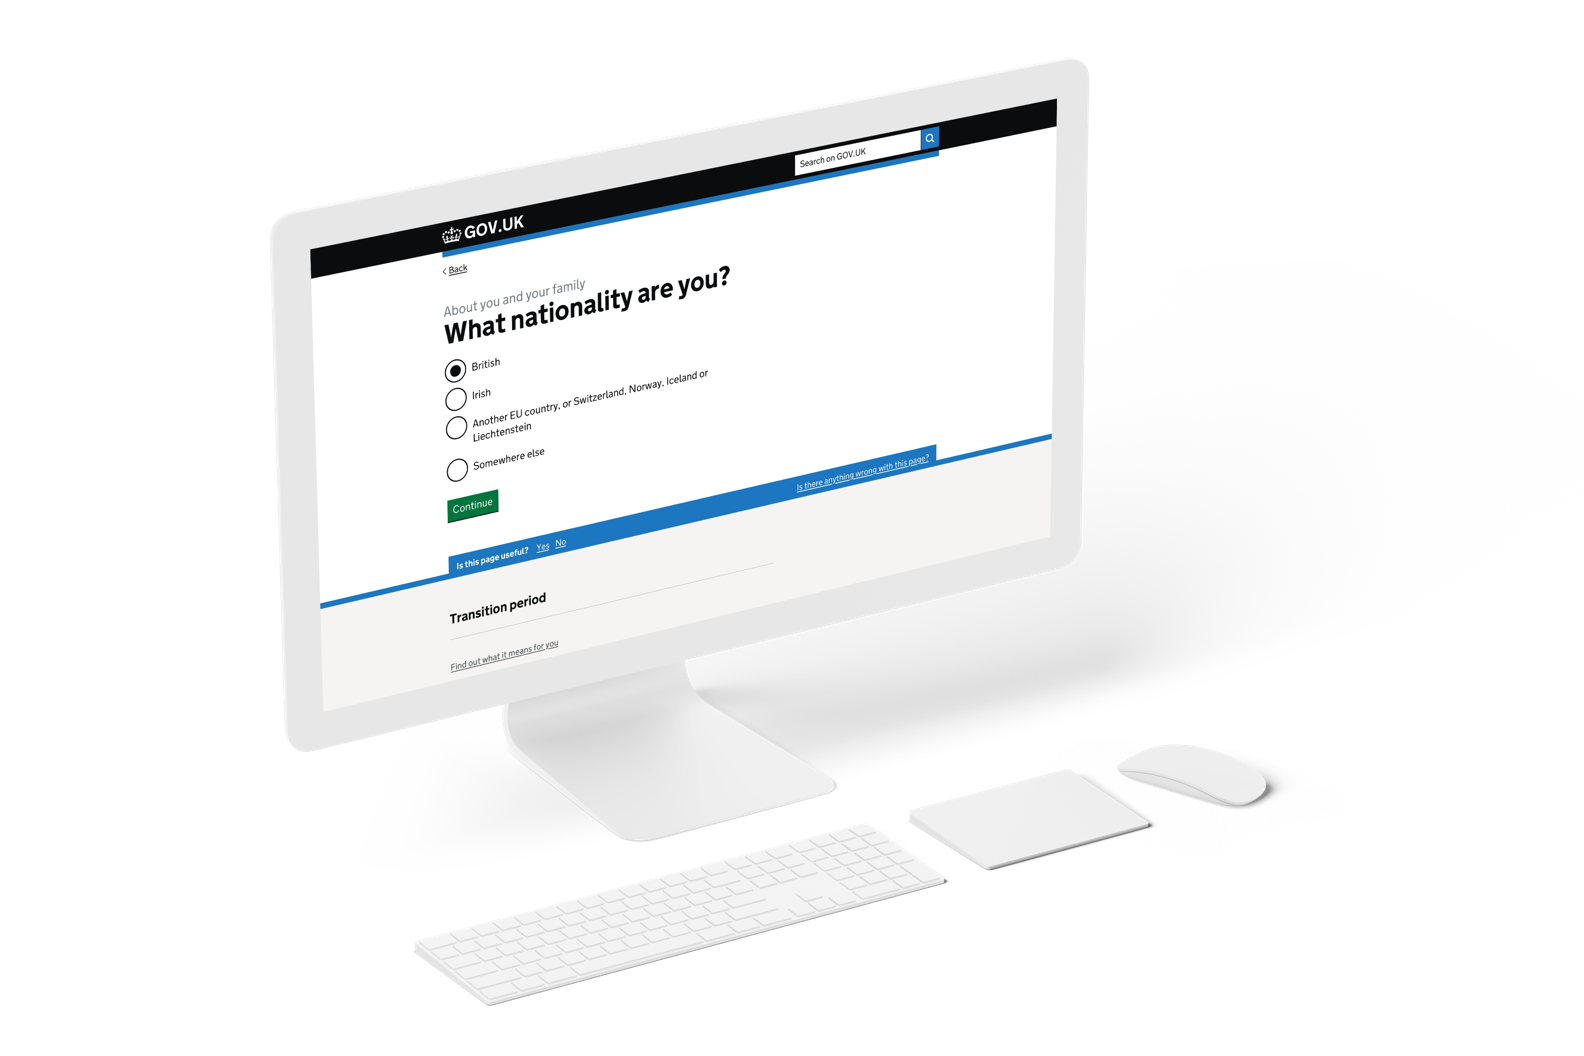 Search on GOV.UK
GOV.UK
Back
About you and your family
What nationality are you?
British
Irish
Another EU country, or Switzerland, Norway, Iceland or
Liechtenstein
Somewhere else
Continue
Is there anything wrong with this page?
Is this page useful? Yes No
Transition period
Find out what it means for you